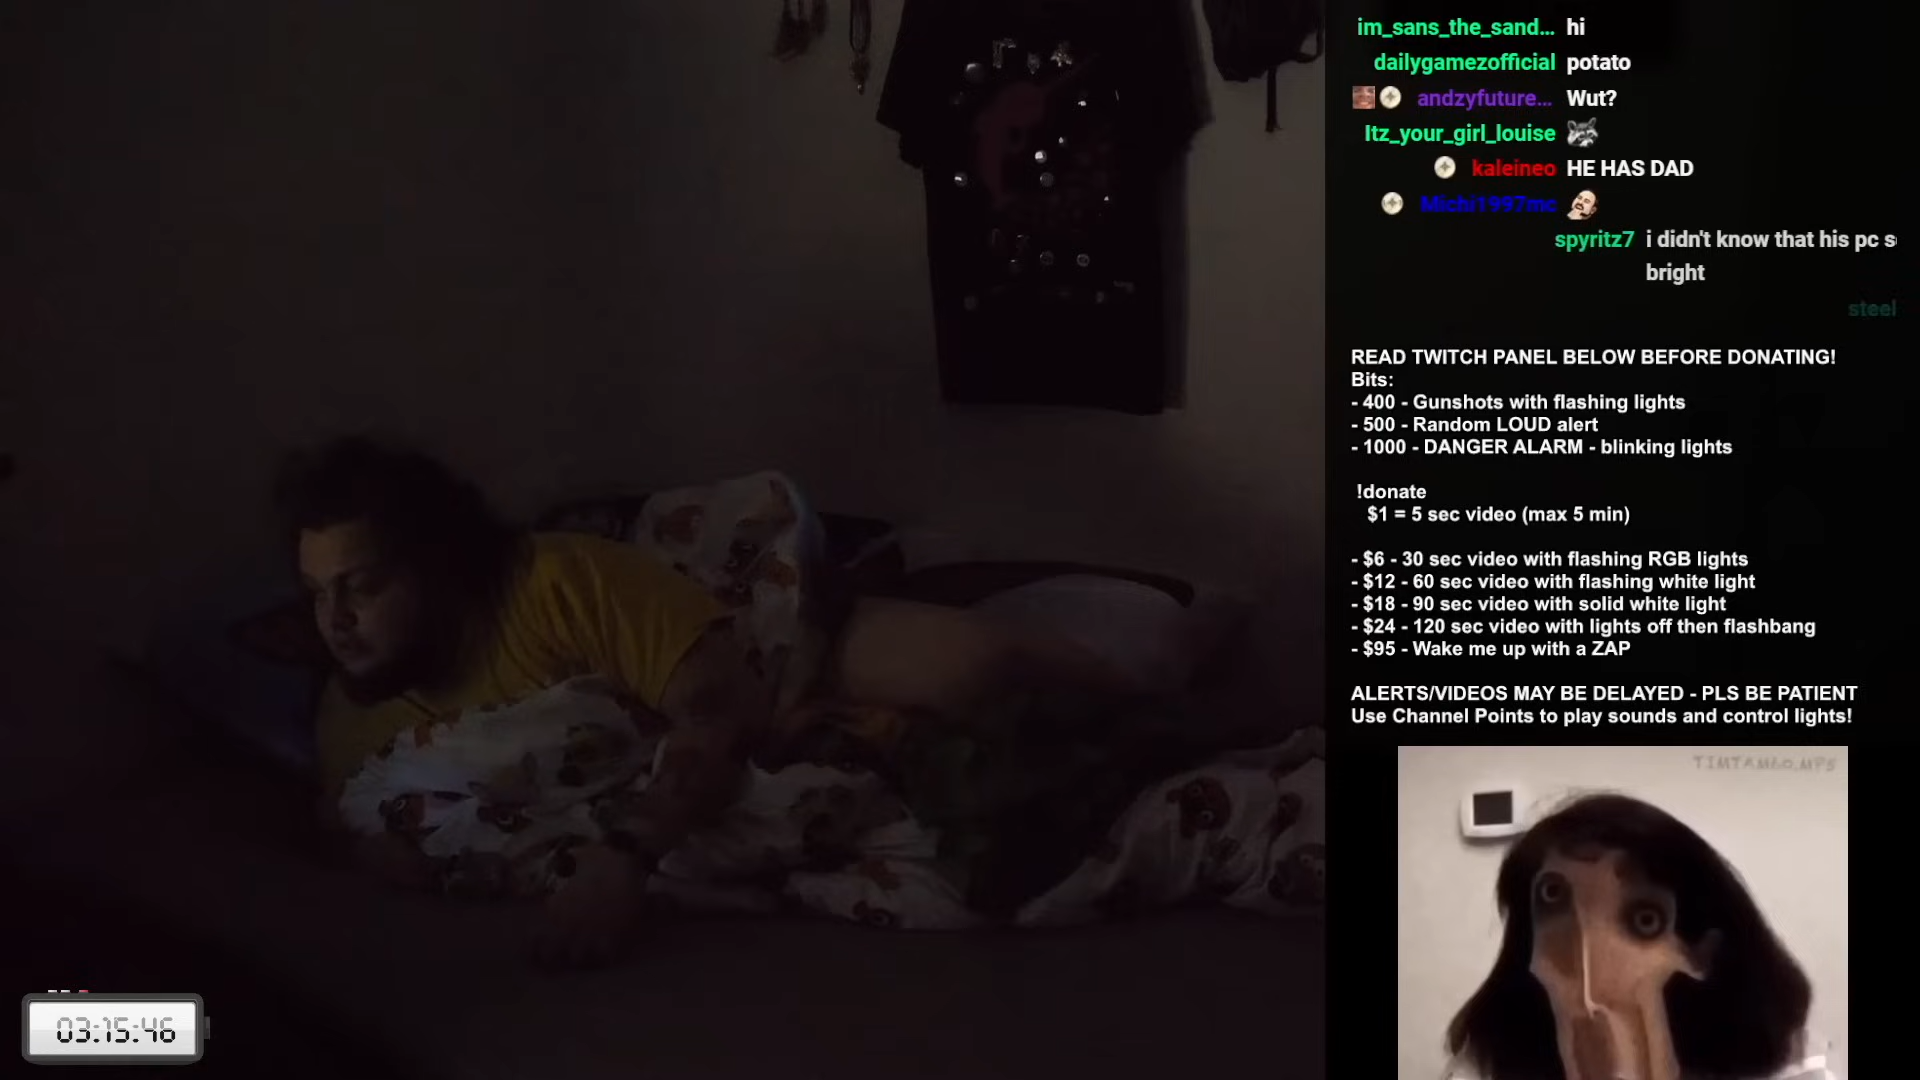 im_sans_the_sand... hi
dailygamezofficial potato
andzyfuture... Wut?
Itz_your_girl_louise
kaleineo HE HAS DAD
Michi1997mc
spyritz7 i didn't know that his pc s
bright
steel
READ TWITCH PANEL BELOW BEFORE DONATING!
Bits:
- 400 - Gunshots with flashing lights
- 500 - Random LOUD alert
- 1000 - DANGER ALARM - blinking lights
!donate
$1 = 5 sec video (max 5 min)
- $6 - 30 sec video with flashing RGB lights
- $12 - 60 sec video with flashing white light
- $18 - 90 sec video with solid white light
- $24 - 120 sec video with lights off then flashbang
- $95 - Wake me up with a ZAP
ALERTS/VIDEOS MAY BE DELAYED - PLS BE PATIENT
Use Channel Points to play sounds and control lights!
TIMTAMGO.MP5
03:15:46